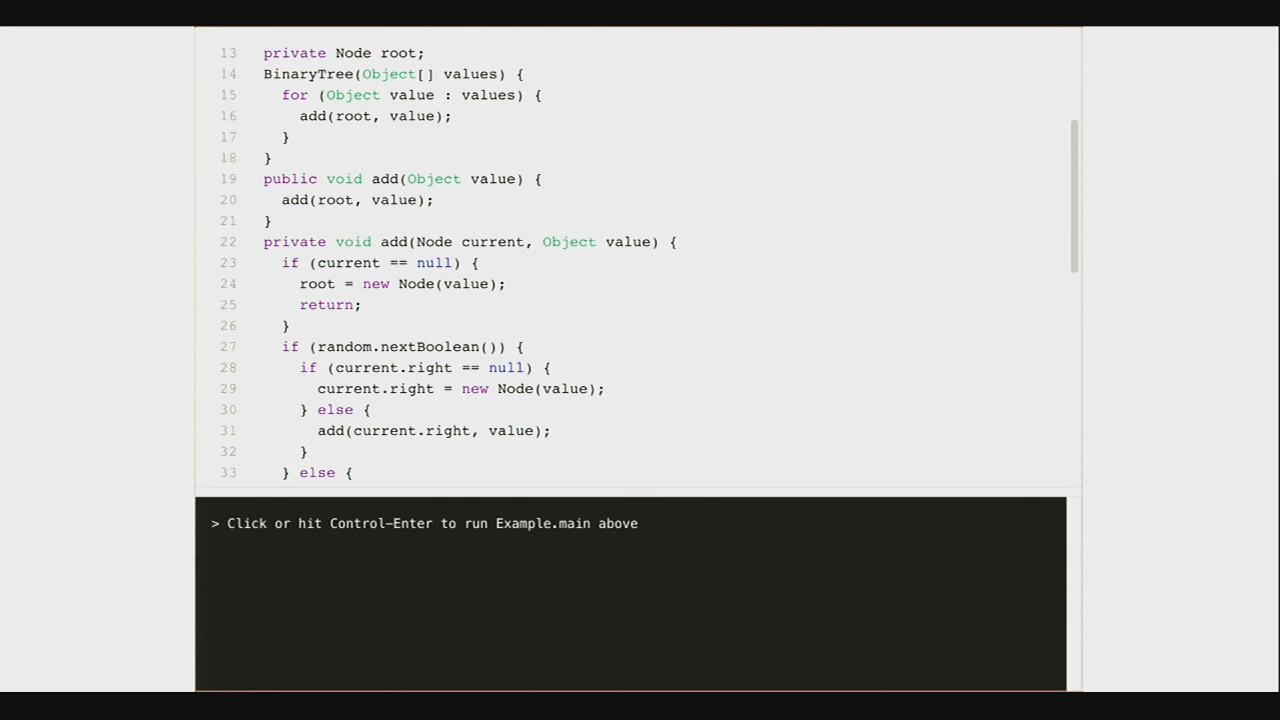 13 private Node root;
14 BinaryTree(Object[] values) {
15 for (Object value : values) {
16 add(root, value);
17 }
18 }
19 public void add(Object value) {
20 add(root, value);
21 }
22 private void add(Node current, Object value) {
23 if (current == null) {
24 root = new Node(value);
25 return;
26 }
27 if (random.nextBoolean()) {
28 if (current.right == null) {
29 current.right = new Node(value);
30 } else {
31 add(current.right, value);
32 }
33 } else {
> Click or hit Control-Enter to run Example.main above